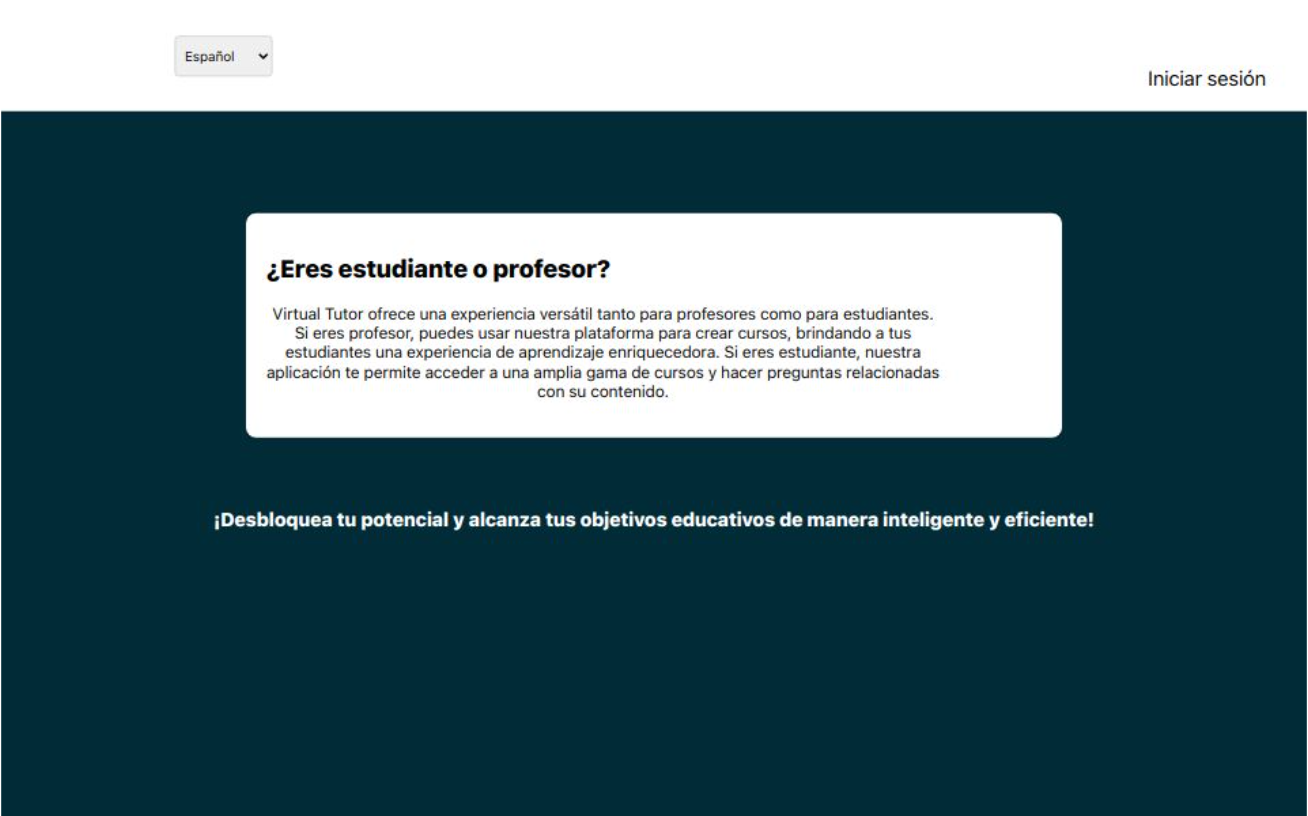 Español
Iniciar sesión
¿Eres estudiante o profesor?
Virtual Tutor ofrece una experiencia versátil tanto para profesores como para estudiantes.
Si eres profesor, puedes usar nuestra plataforma para crear cursos, brindando a tus
estudiantes una experiencia de aprendizaje enriquecedora. Si eres estudiante, nuestra
aplicación te permite acceder a una amplia gama de cursos y hacer preguntas relacionadas
con su contenido.
¡Desbloquea tu potencial y alcanza tus objetivos educativos de manera inteligente y eficiente!